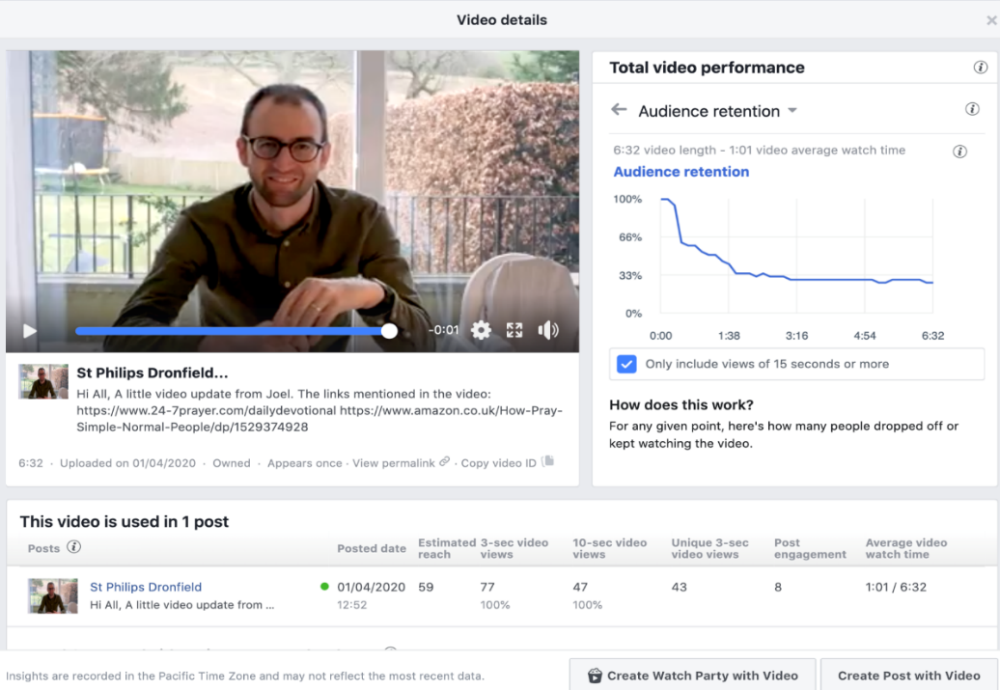 Video details
Total video performance
Audience retention
6:32 video length - 1:01 video average watch time
Audience retention
100%
66%
33%
0%
0:00 1:38 3:16 4:54 6:32
Only include views of 15 seconds or more
How does this work?
For any given point, here's how many people dropped off or
kept watching the video.
-0:01
St Philips Dronfield...
Hi All, A little video update from Joel. The links mentioned in the video:
https://www.24-7prayer.com/dailydevotional https://www.amazon.co.uk/How-Pray-
Simple-Normal-People/dp/1529374928
6:32 · Uploaded on 01/04/2020 · Owned · Appears once · View permalink · Copy video ID
This video is used in 1 post
Posts Posted date Estimated reach 3-sec video views 10-sec video views Unique 3-sec video views Post engagement Average video watch time
St Philips Dronfield 01/04/2020 59 77 47 43 8 1:01 / 6:32
Hi All, A little video update from ... 12:52 100% 100%
Insights are recorded in the Pacific Time Zone and may not reflect the most recent data.
Create Watch Party with Video
Create Post with Video